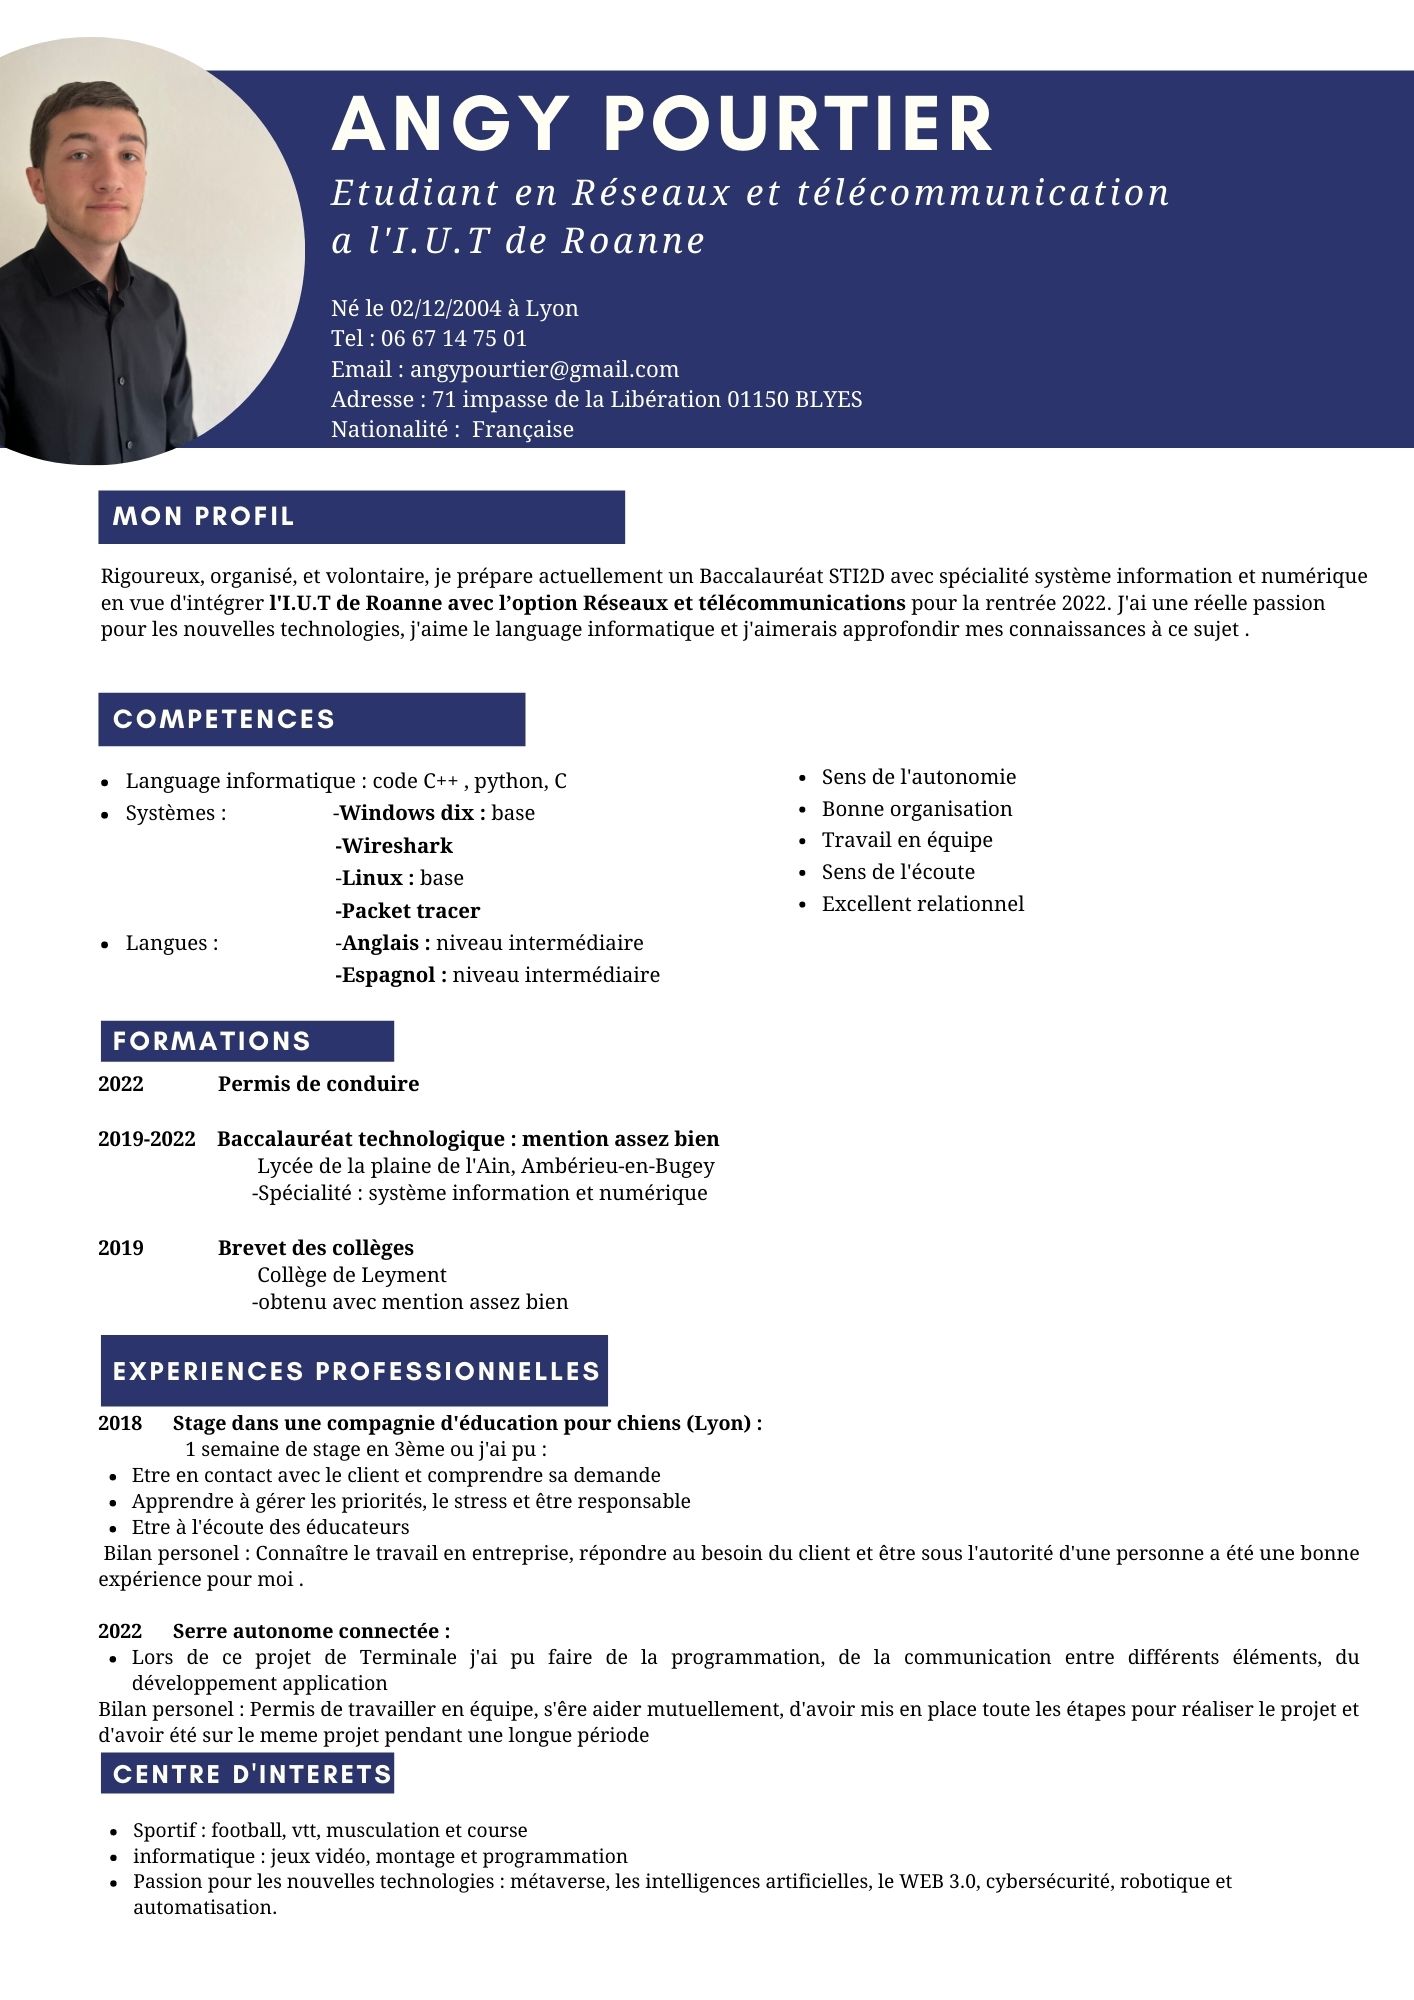 ANGY POURTIER
Etudiant en Réseaux et télécommunication
a l'I.U.T de Roanne
Né le 02/12/2004 à Lyon
Tel : 06 67 14 75 01
Email : angypourtier@gmail.com
Adresse : 71 impasse de la Libération 01150 BLYES
Nationalité :  Française
MON PROFIL
Rigoureux, organisé, et volontaire, je prépare actuellement un Baccalauréat STI2D avec spécialité système information et numérique
en vue d'intégrer l'I.U.T de Roanne avec l’option Réseaux et télécommunications pour la rentrée 2022. J'ai une réelle passion
pour les nouvelles technologies, j'aime le language informatique et j'aimerais approfondir mes connaissances à ce sujet .
COMPETENCES
• Language informatique : code C++ , python, C
• Systèmes : -Windows dix : base
-Wireshark
-Linux : base
-Packet tracer
• Langues : -Anglais : niveau intermédiaire
-Espagnol : niveau intermédiaire
• Sens de l'autonomie
• Bonne organisation
• Travail en équipe
• Sens de l'écoute
• Excellent relationnel
FORMATIONS
2022 Permis de conduire
2019-2022 Baccalauréat technologique : mention assez bien
Lycée de la plaine de l'Ain, Ambérieu-en-Bugey
-Spécialité : système information et numérique
2019 Brevet des collèges
Collège de Leyment
-obtenu avec mention assez bien
EXPERIENCES PROFESSIONNELLES
2018 Stage dans une compagnie d'éducation pour chiens (Lyon) :
1 semaine de stage en 3ème ou j'ai pu :
• Etre en contact avec le client et comprendre sa demande
• Apprendre à gérer les priorités, le stress et être responsable
• Etre à l'écoute des éducateurs
Bilan personel : Connaître le travail en entreprise, répondre au besoin du client et être sous l'autorité d'une personne a été une bonne
expérience pour moi .
2022 Serre autonome connectée :
• Lors de ce projet de Terminale j'ai pu faire de la programmation, de la communication entre différents éléments, du
développement application
Bilan personel : Permis de travailler en équipe, s'êre aider mutuellement, d'avoir mis en place toute les étapes pour réaliser le projet et
d'avoir été sur le meme projet pendant une longue période
CENTRE D'INTERETS
• Sportif : football, vtt, musculation et course
• informatique : jeux vidéo, montage et programmation
• Passion pour les nouvelles technologies : métaverse, les intelligences artificielles, le WEB 3.0, cybersécurité, robotique et
automatisation.